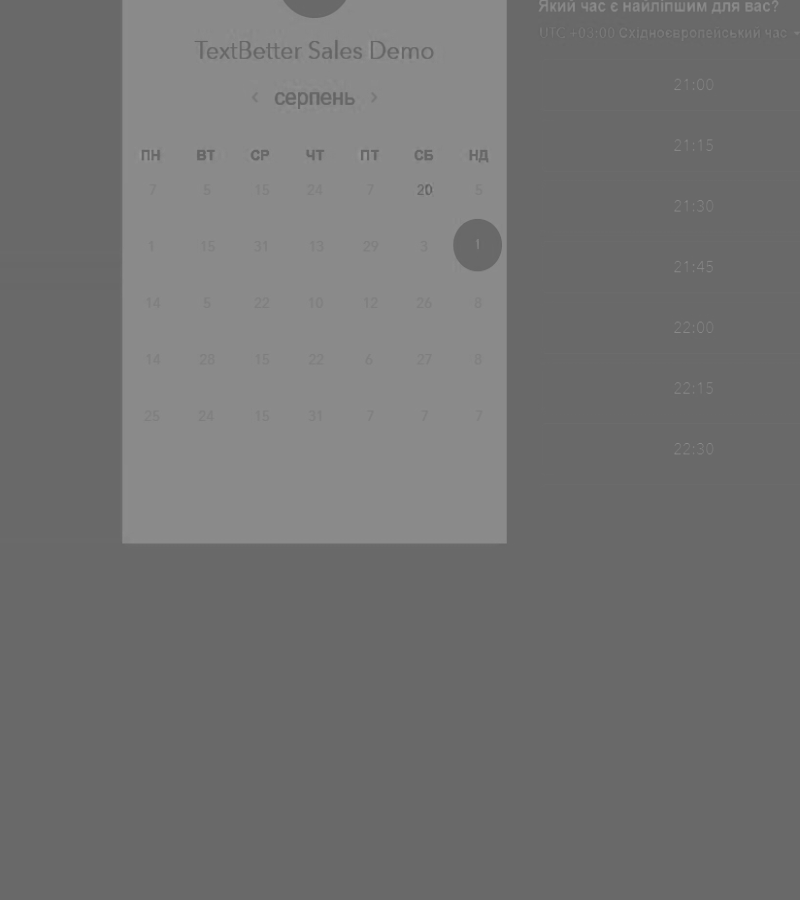 TextBetter Sales Demo
‹ серпень ›
ПН ВТ СР ЧТ ПТ СБ НД
7 5 15 24 7 20 5
1 15 31 13 29 3 1
14 5 22 10 12 26 8
14 28 15 22 6 27 8
25 24 15 31 7 7 7
Який час є найліпшим для вас?
UTC +03:00 Східноєвропейський час
21:00
21:15
21:30
21:45
22:00
22:15
22:30